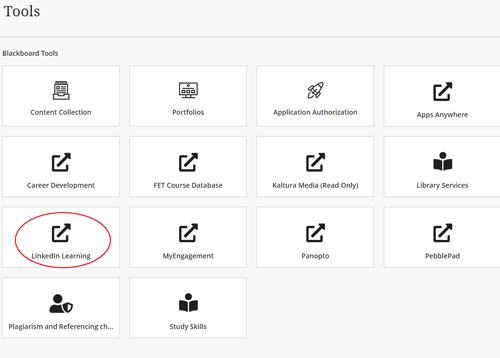 Tools
Blackboard Tools
Content Collection
Portfolios
Application Authorization
Apps Anywhere
Career Development
FET Course Database
Kaltura Media (Read Only)
Library Services
LinkedIn Learning
MyEngagement
Panopto
PebblePad
Plagiarism and Referencing ch...
Study Skills